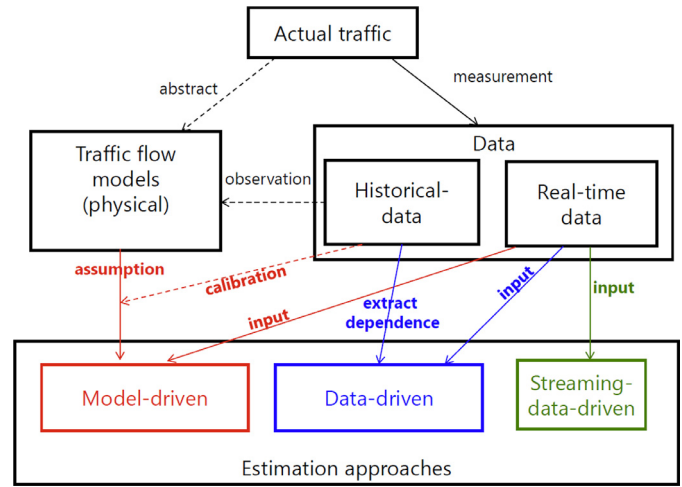 Actual traffic
abstract
measurement
Traffic flow
models
(physical)
observation
Data
Historical-
data
Real-time
data
assumption
calibration
input
extract
dependence
input
input
Model-driven
Data-driven
Streaming-
data-driven
Estimation approaches